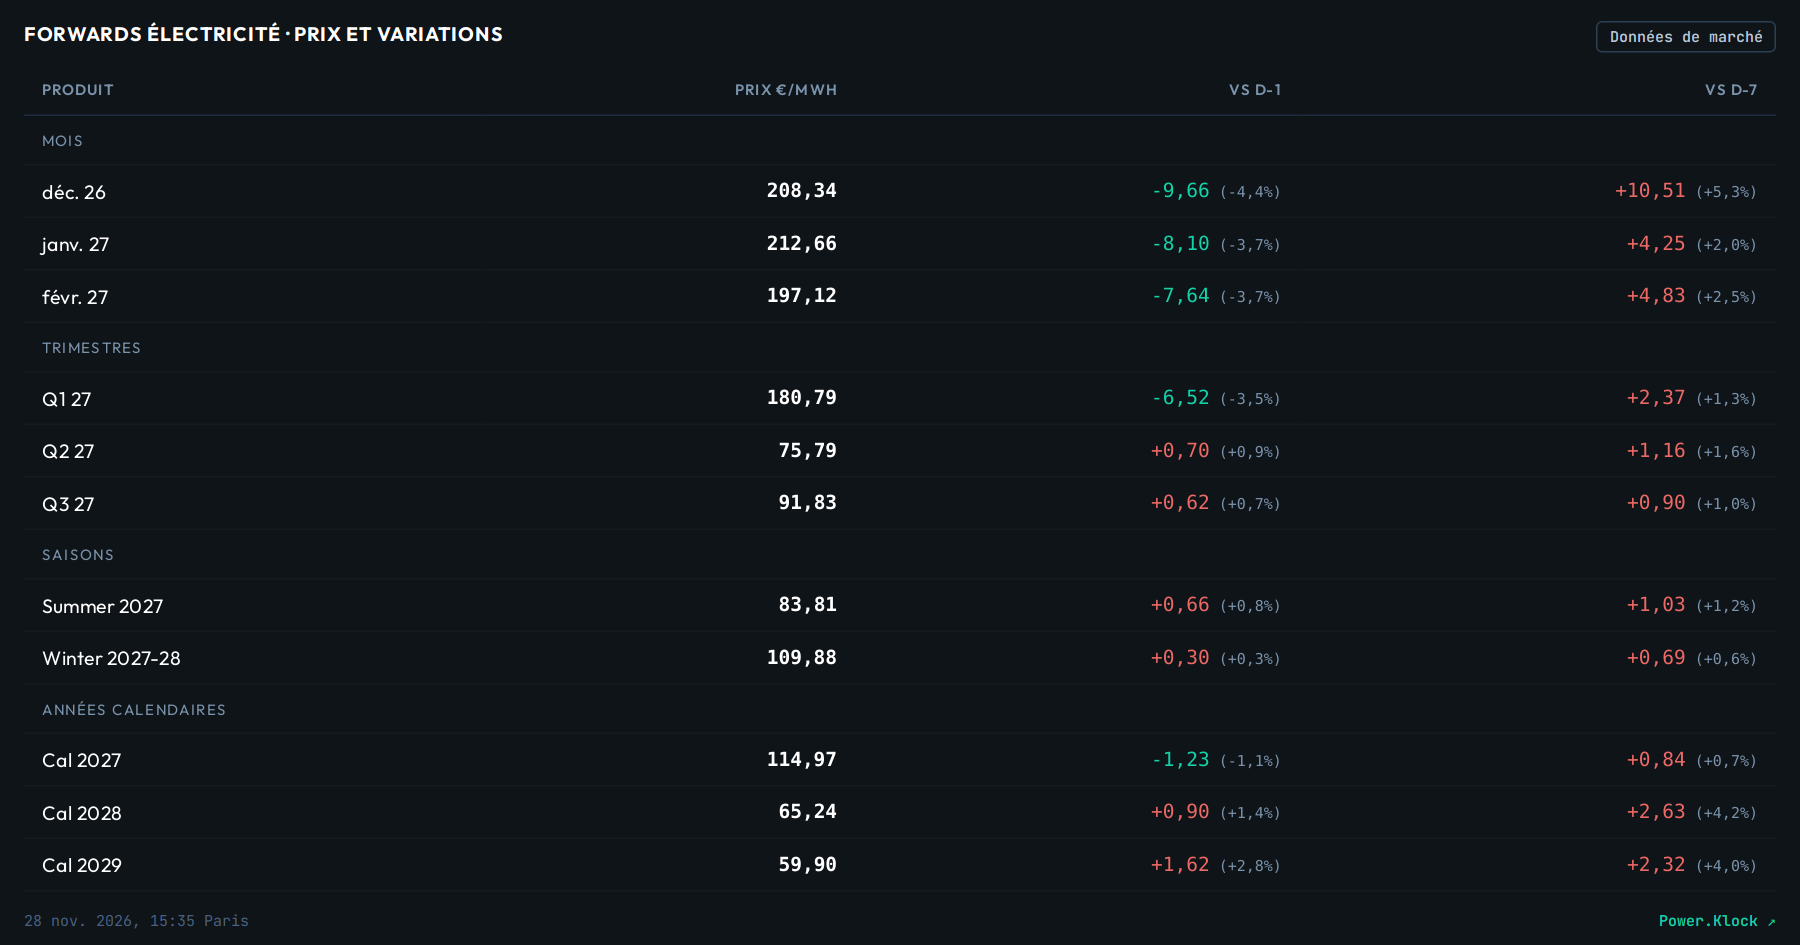 FORWARDS ÉLECTRICITÉ · PRIX ET VARIATIONS
Données de marché
PRODUIT PRIX €/MWH VS D-1 VS D-7
MOIS
déc. 26 208,34 -9,66 (-4,4%) +10,51 (+5,3%)
janv. 27 212,66 -8,10 (-3,7%) +4,25 (+2,0%)
févr. 27 197,12 -7,64 (-3,7%) +4,83 (+2,5%)
TRIMESTRES
Q1 27 180,79 -6,52 (-3,5%) +2,37 (+1,3%)
Q2 27 75,79 +0,70 (+0,9%) +1,16 (+1,6%)
Q3 27 91,83 +0,62 (+0,7%) +0,90 (+1,0%)
SAISONS
Summer 2027 83,81 +0,66 (+0,8%) +1,03 (+1,2%)
Winter 2027-28 109,88 +0,30 (+0,3%) +0,69 (+0,6%)
ANNÉES CALENDAIRES
Cal 2027 114,97 -1,23 (-1,1%) +0,84 (+0,7%)
Cal 2028 65,24 +0,90 (+1,4%) +2,63 (+4,2%)
Cal 2029 59,90 +1,62 (+2,8%) +2,32 (+4,0%)
28 nov. 2026, 15:35 Paris
Power.Klock ↗